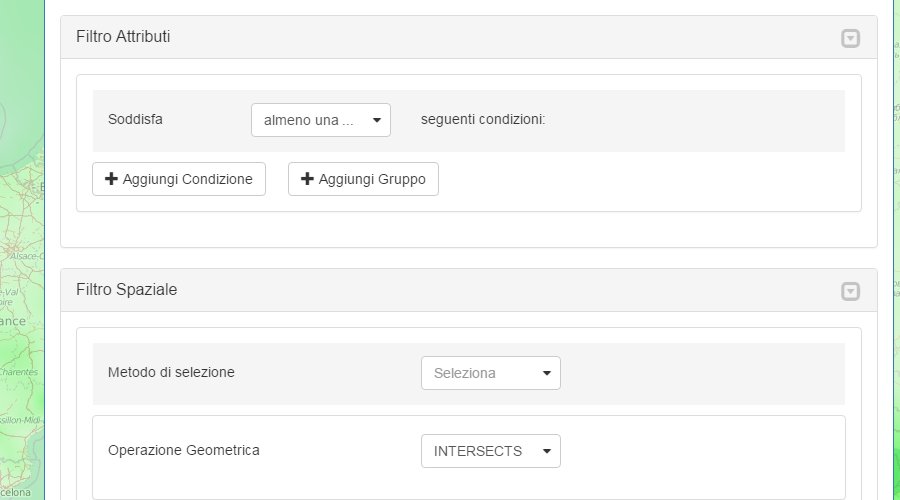 Filtro Attributi
Soddisfa
almeno una ...
seguenti condizioni:
Aggiungi Condizione
Aggiungi Gruppo
Filtro Spaziale
Metodo di selezione
Seleziona
Operazione Geometrica
INTERSECTS
Alsace-C
e-Val
ance
Charentes
ssillon-Midi-
celona